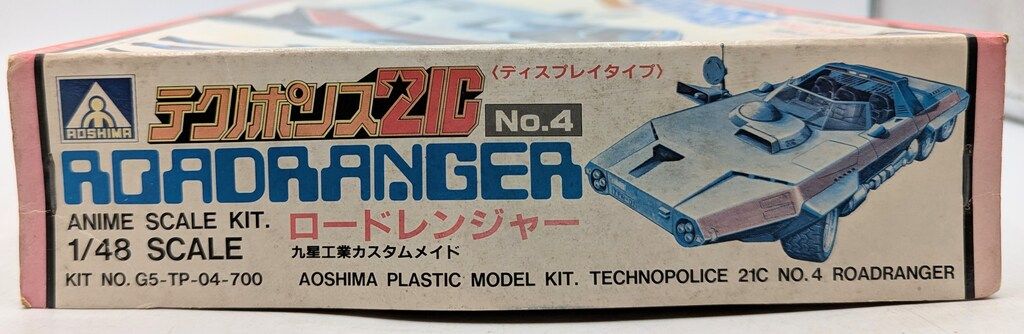 AOSHIMA
テクノポリス21C
〈ディスプレイタイプ〉
No.4
ROADRANGER
ANIME SCALE KIT.
ロードレンジャー
1/48 SCALE
九星工業カスタムメイド
KIT NO. G5-TP-04-700
AOSHIMA PLASTIC MODEL KIT. TECHNOPOLICE 21C NO.4 ROADRANGER